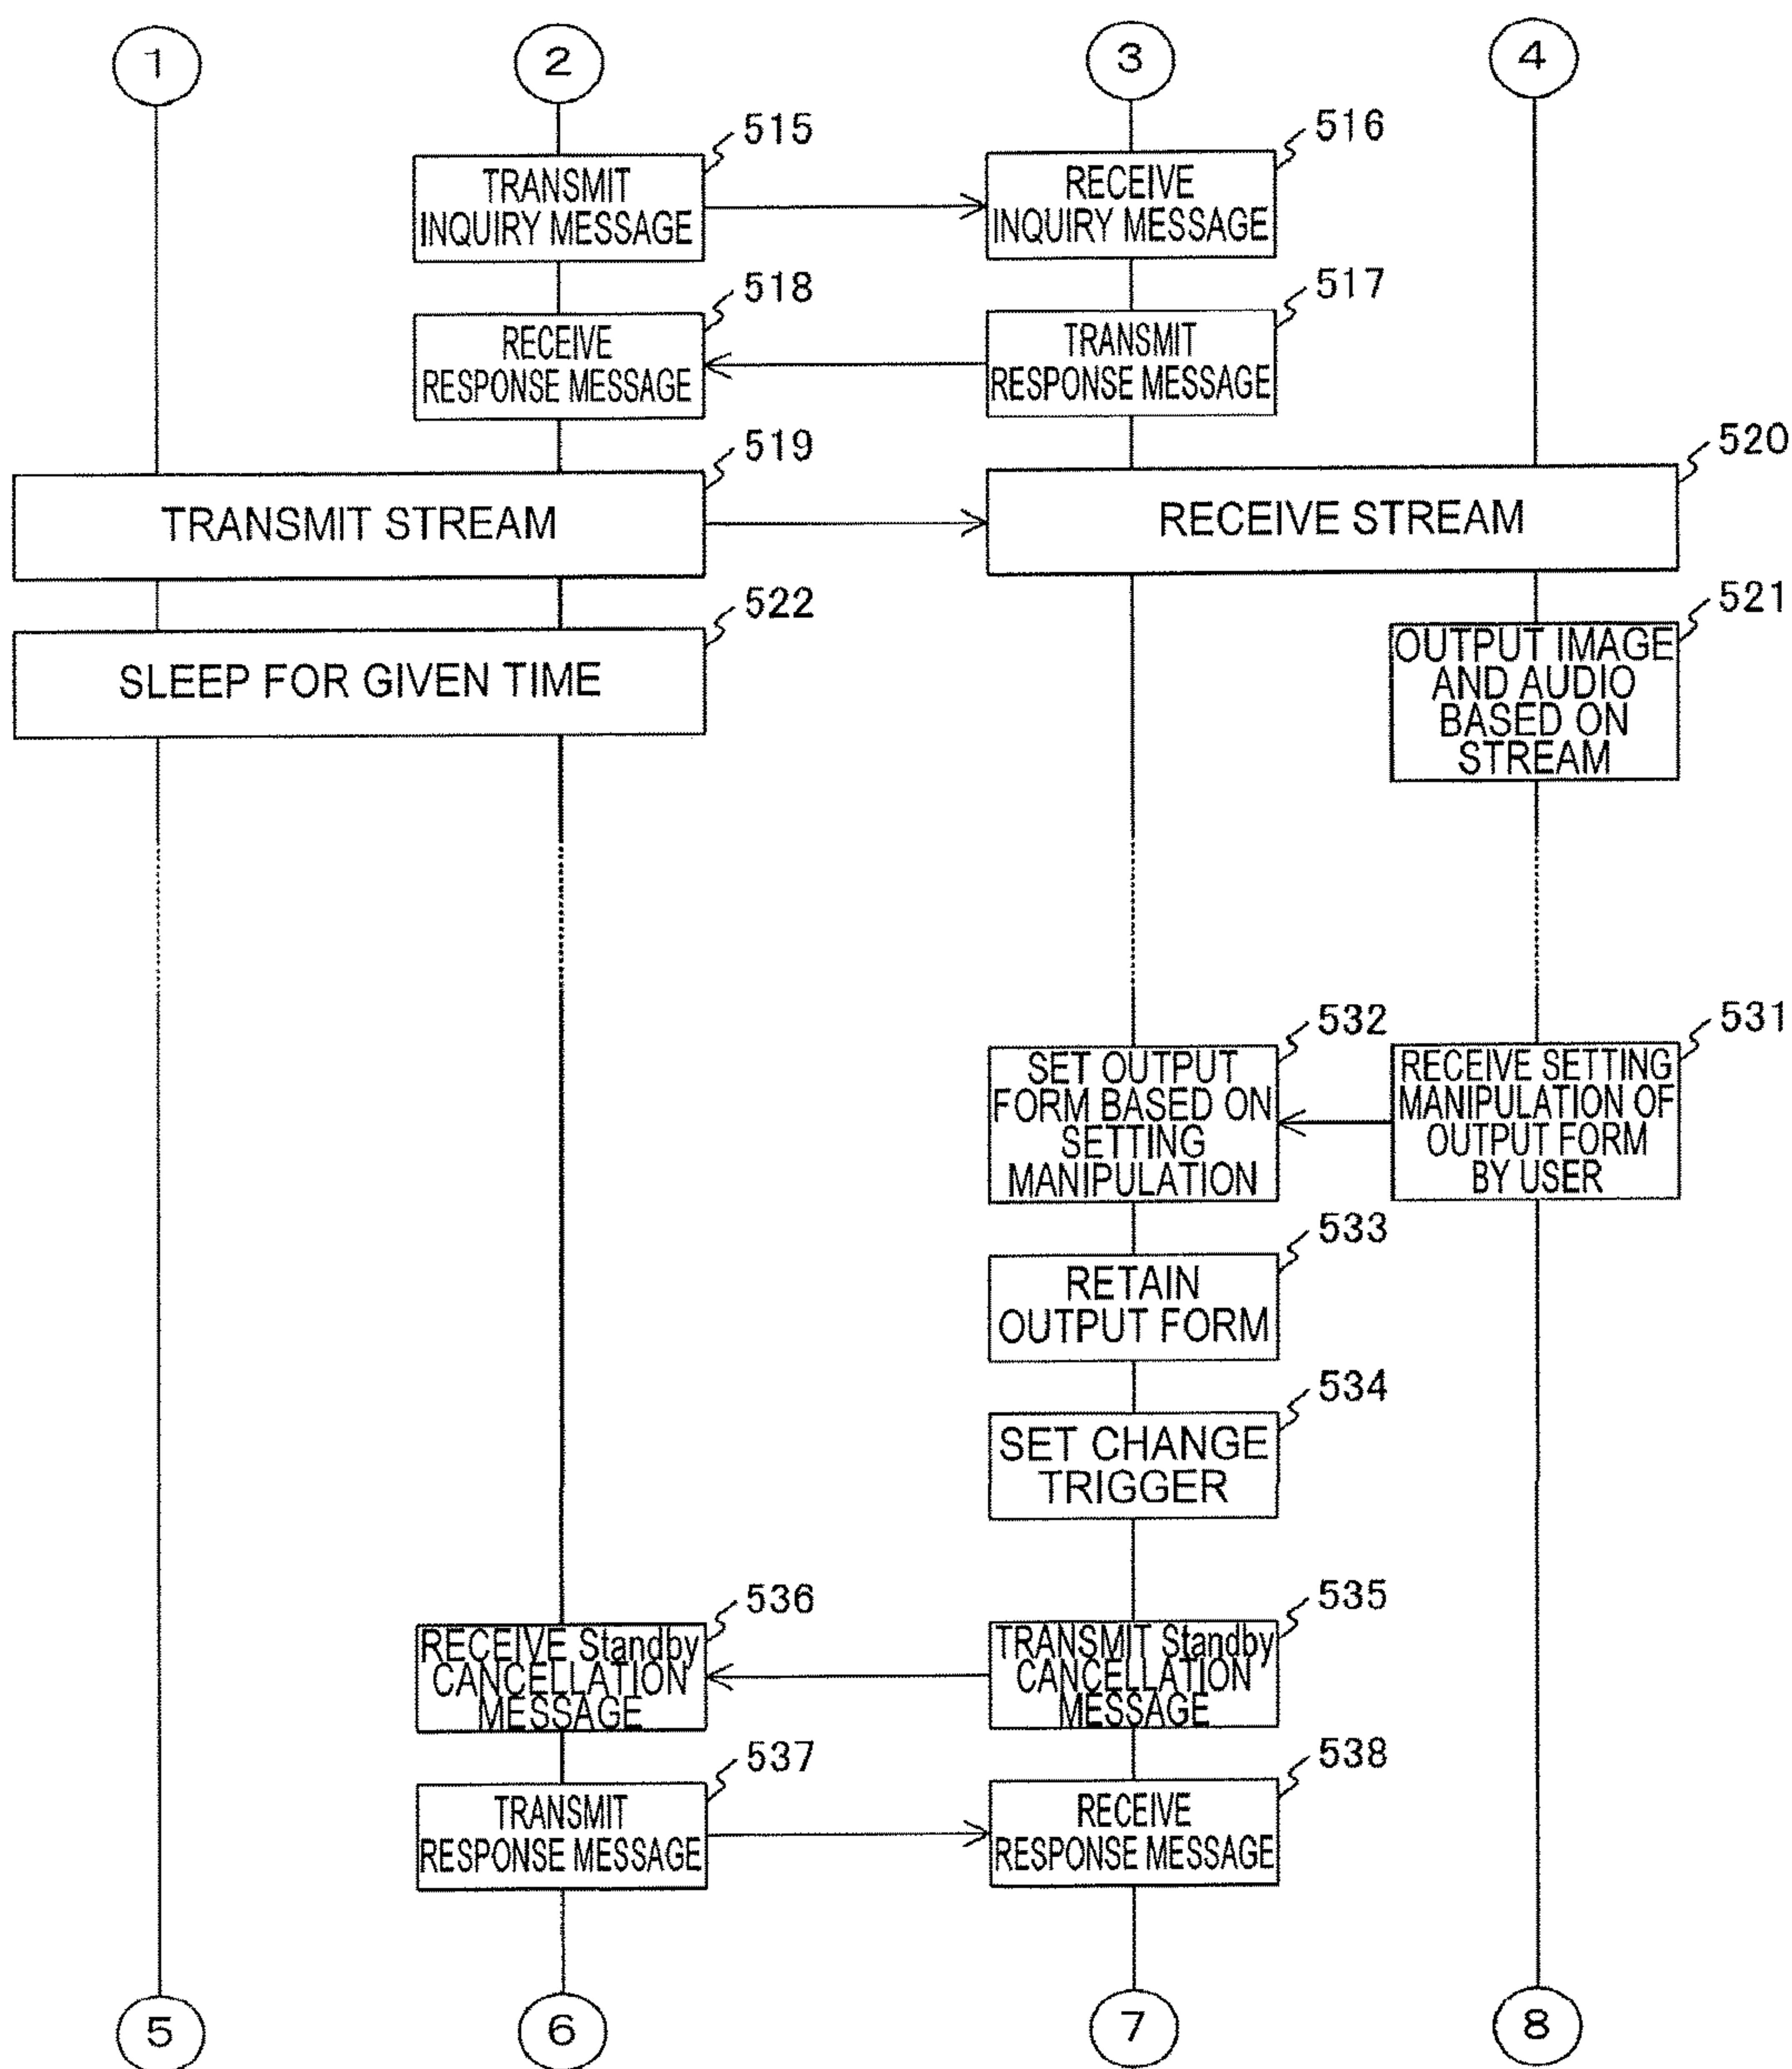 1
2
3
4
515
TRANSMIT
INQUIRY MESSAGE
516
RECEIVE
INQUIRY MESSAGE
518
RECEIVE
RESPONSE MESSAGE
517
TRANSMIT
RESPONSE MESSAGE
519
TRANSMIT STREAM
520
RECEIVE STREAM
522
SLEEP FOR GIVEN TIME
521
OUTPUT IMAGE
AND AUDIO
BASED ON
STREAM
532
SET OUTPUT
FORM BASED ON
SETTING
MANIPULATION
531
RECEIVE SETTING
MANIPULATION OF
OUTPUT FORM
BY USER
533
RETAIN
OUTPUT FORM
534
SET CHANGE
TRIGGER
536
RECEIVE Standby
CANCELLATION
MESSAGE
535
TRANSMIT Standby
CANCELLATION
MESSAGE
537
TRANSMIT
RESPONSE MESSAGE
538
RECEIVE
RESPONSE MESSAGE
5
6
7
8